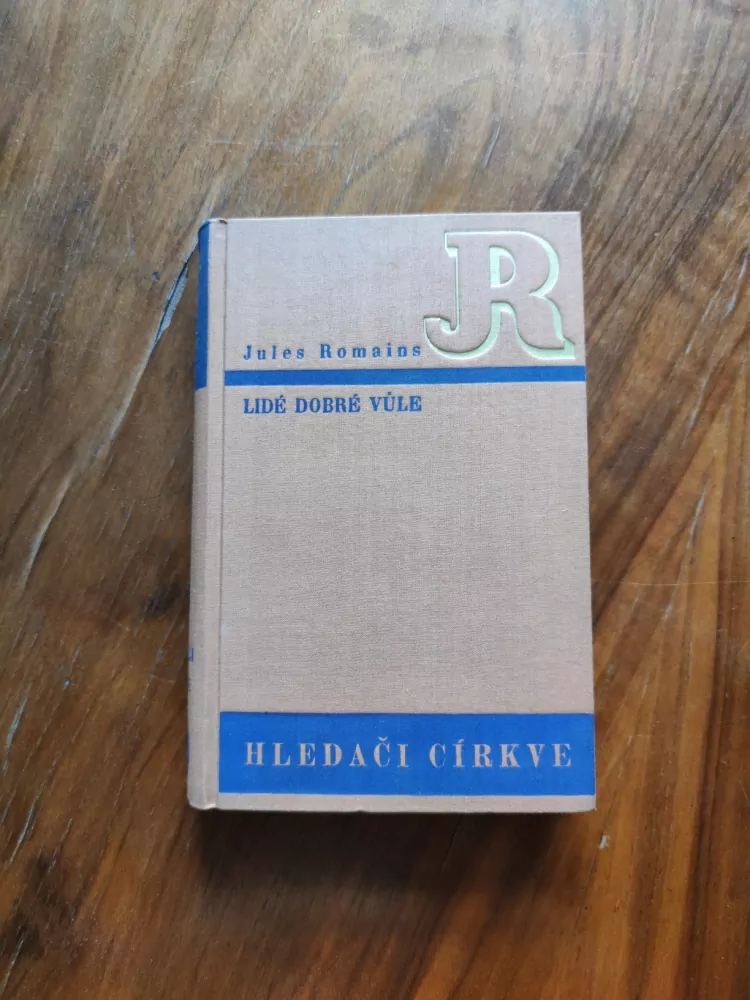 JR
Jules Romains
LIDÉ DOBRÉ VŮLE
HLEDAČI CÍRKVE